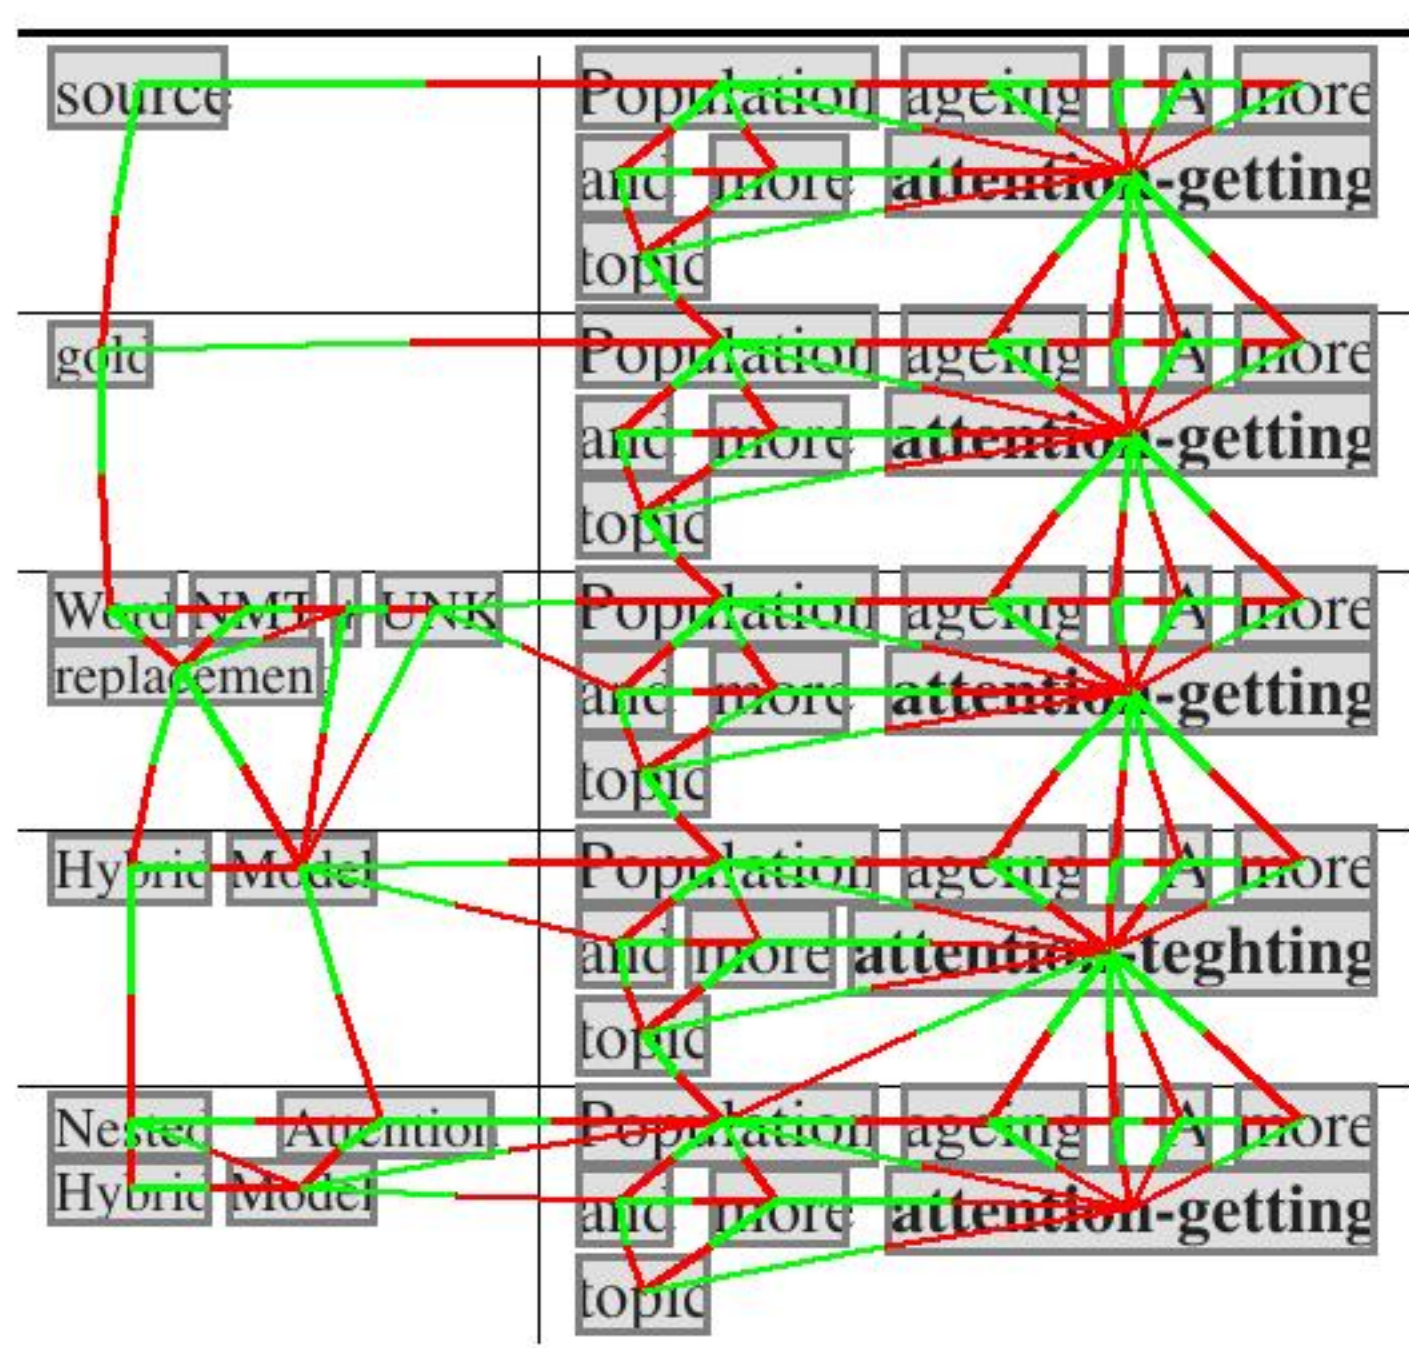 source Population ageing : A more
and more attention-getting
topic
gold Population ageing : A more
and more attention-getting
topic
Word NMT + UNK Population ageing : A more
replacement and more attention-getting
topic
Hybrid Model Population ageing : A more
and more attention-teghting
topic
Nested Attention Population ageing : A more
Hybrid Model and more attention-getting
topic